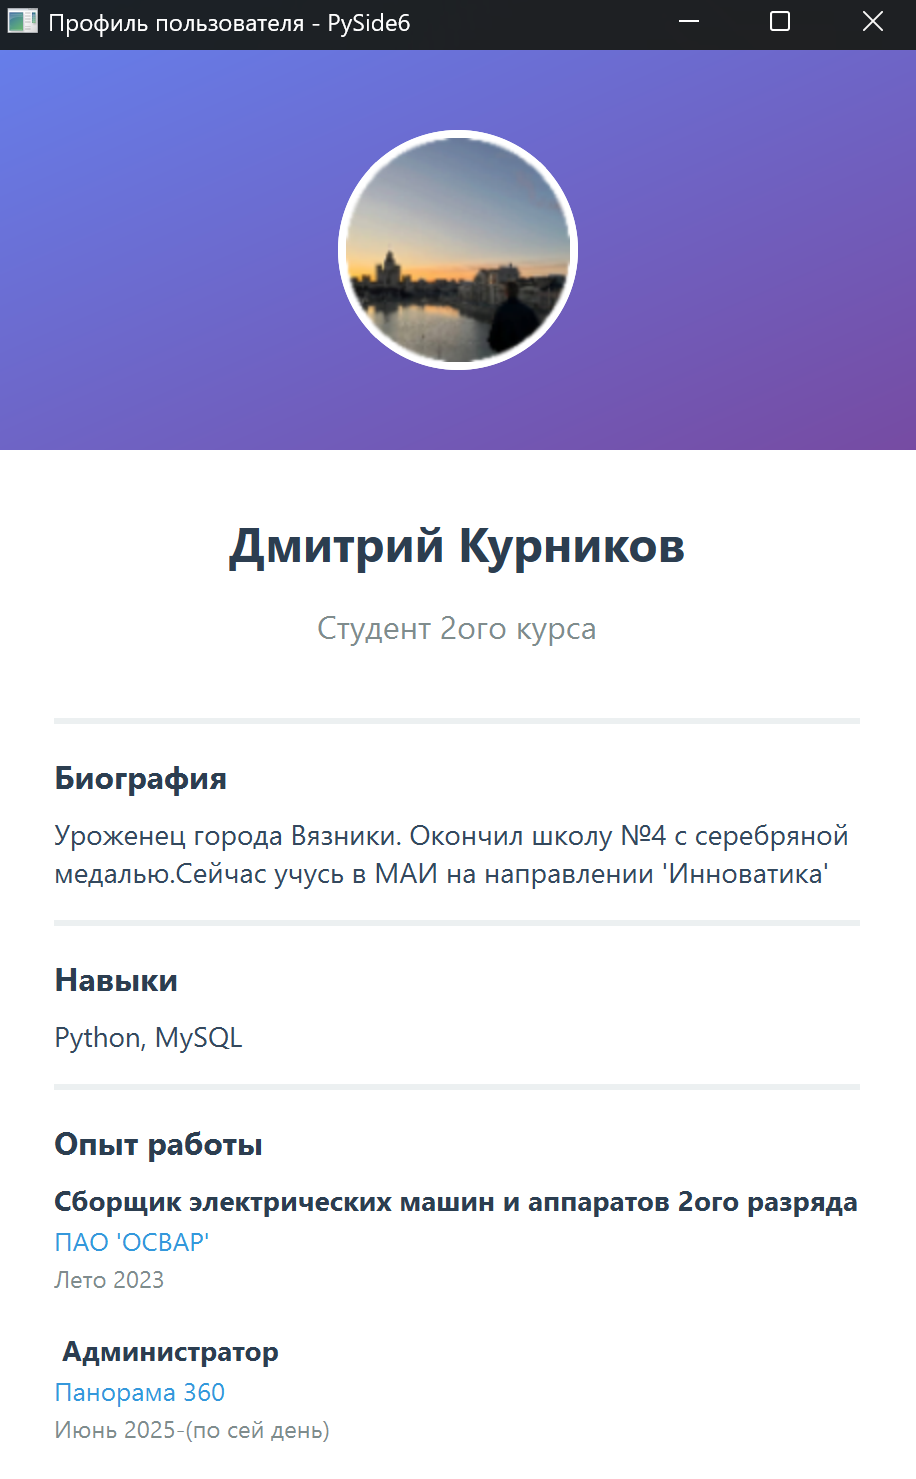 Профиль пользователя - PySide6
Дмитрий Курников
Студент 2ого курса
Биография
Уроженец города Вязники. Окончил школу №4 с серебряной
медалью.Сейчас учусь в МАИ на направлении 'Инноватика'
Навыки
Python, MySQL
Опыт работы
Сборщик электрических машин и аппаратов 2ого разряда
ПАО 'ОСВАР'
Лето 2023
Администратор
Панорама 360
Июнь 2025-(по сей день)